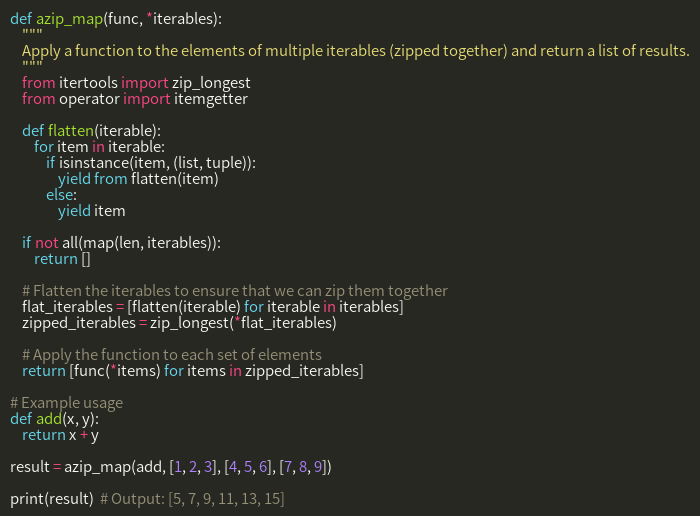 def azip_map(func, *iterables):
"""
Apply a function to the elements of multiple iterables (zipped together) and return a list of results.
"""
from itertools import zip_longest
from operator import itemgetter
def flatten(iterable):
for item in iterable:
if isinstance(item, (list, tuple)):
yield from flatten(item)
else:
yield item
if not all(map(len, iterables)):
return []
# Flatten the iterables to ensure that we can zip them together
flat_iterables = [flatten(iterable) for iterable in iterables]
zipped_iterables = zip_longest(*flat_iterables)
# Apply the function to each set of elements
return [func(*items) for items in zipped_iterables]
# Example usage
def add(x, y):
return x + y
result = azip_map(add, [1, 2, 3], [4, 5, 6], [7, 8, 9])
print(result) # Output: [5, 7, 9, 11, 13, 15]